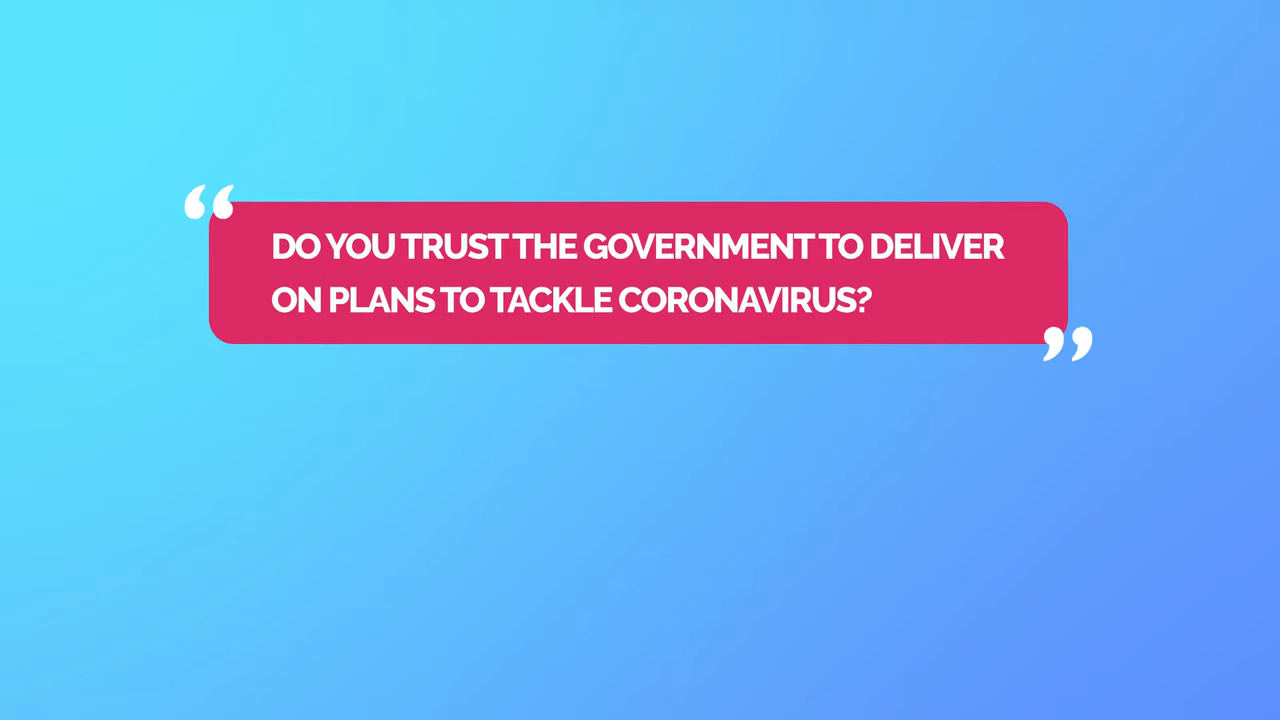 “DO YOU TRUST THE GOVERNMENT TO DELIVER
ON PLANS TO TACKLE CORONAVIRUS?”